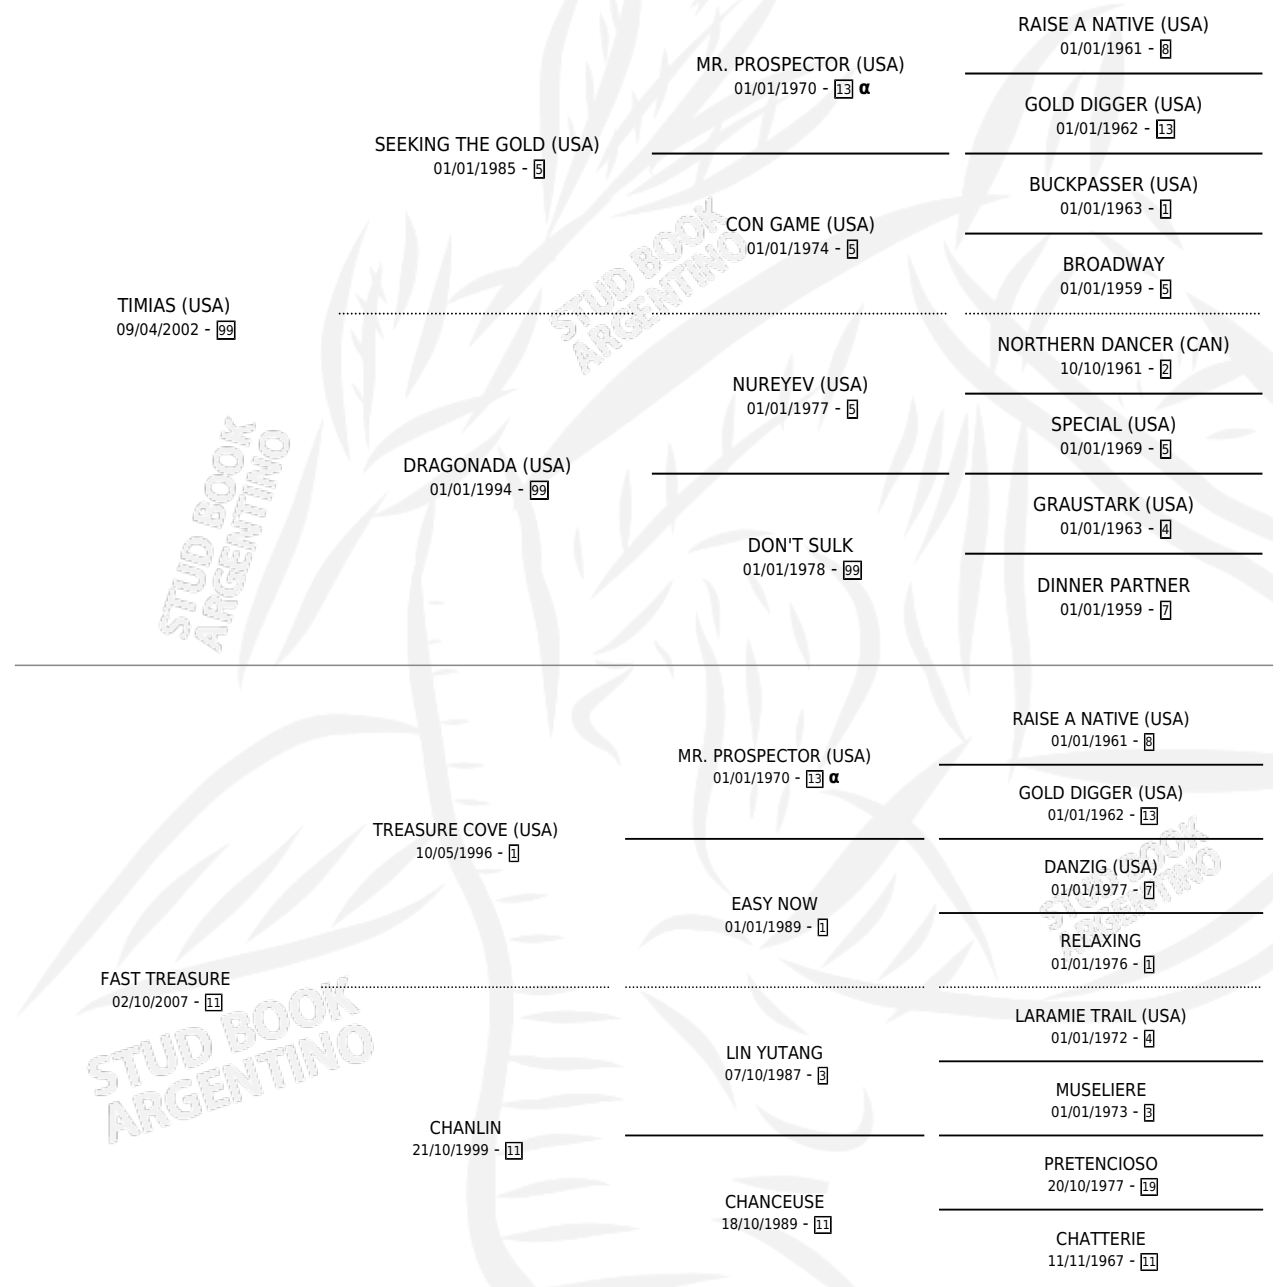 TIMIAS (USA)
09/04/2002 - 99
SEEKING THE GOLD (USA)
01/01/1985 - 5
DRAGONADA (USA)
01/01/1994 - 99
MR. PROSPECTOR (USA)
01/01/1970 - 13 α
CON GAME (USA)
01/01/1974 - 5
NUREYEV (USA)
01/01/1977 - 5
DON'T SULK
01/01/1978 - 99
RAISE A NATIVE (USA)
01/01/1961 - 8
GOLD DIGGER (USA)
01/01/1962 - 13
BUCKPASSER (USA)
01/01/1963 - 1
BROADWAY
01/01/1959 - 5
NORTHERN DANCER (CAN)
10/10/1961 - 2
SPECIAL (USA)
01/01/1969 - 5
GRAUSTARK (USA)
01/01/1963 - 4
DINNER PARTNER
01/01/1959 - 7
STUD BOOK
ARGENTINO
STUD BOOK
ARGENTINO
FAST TREASURE
02/10/2007 - 11
TREASURE COVE (USA)
10/05/1996 - 1
CHANLIN
21/10/1999 - 11
MR. PROSPECTOR (USA)
01/01/1970 - 13 α
EASY NOW
01/01/1989 - 1
LIN YUTANG
07/10/1987 - 3
CHANCEUSE
18/10/1989 - 11
RAISE A NATIVE (USA)
01/01/1961 - 8
GOLD DIGGER (USA)
01/01/1962 - 13
DANZIG (USA)
01/01/1977 - 7
RELAXING
01/01/1976 - 1
LARAMIE TRAIL (USA)
01/01/1972 - 4
MUSELIERE
01/01/1973 - 3
PRETENCIOSO
20/10/1977 - 19
CHATTERIE
11/11/1967 - 11
STUD BOOK
ARGENTINO
STUD BOOK
ARGENTINO